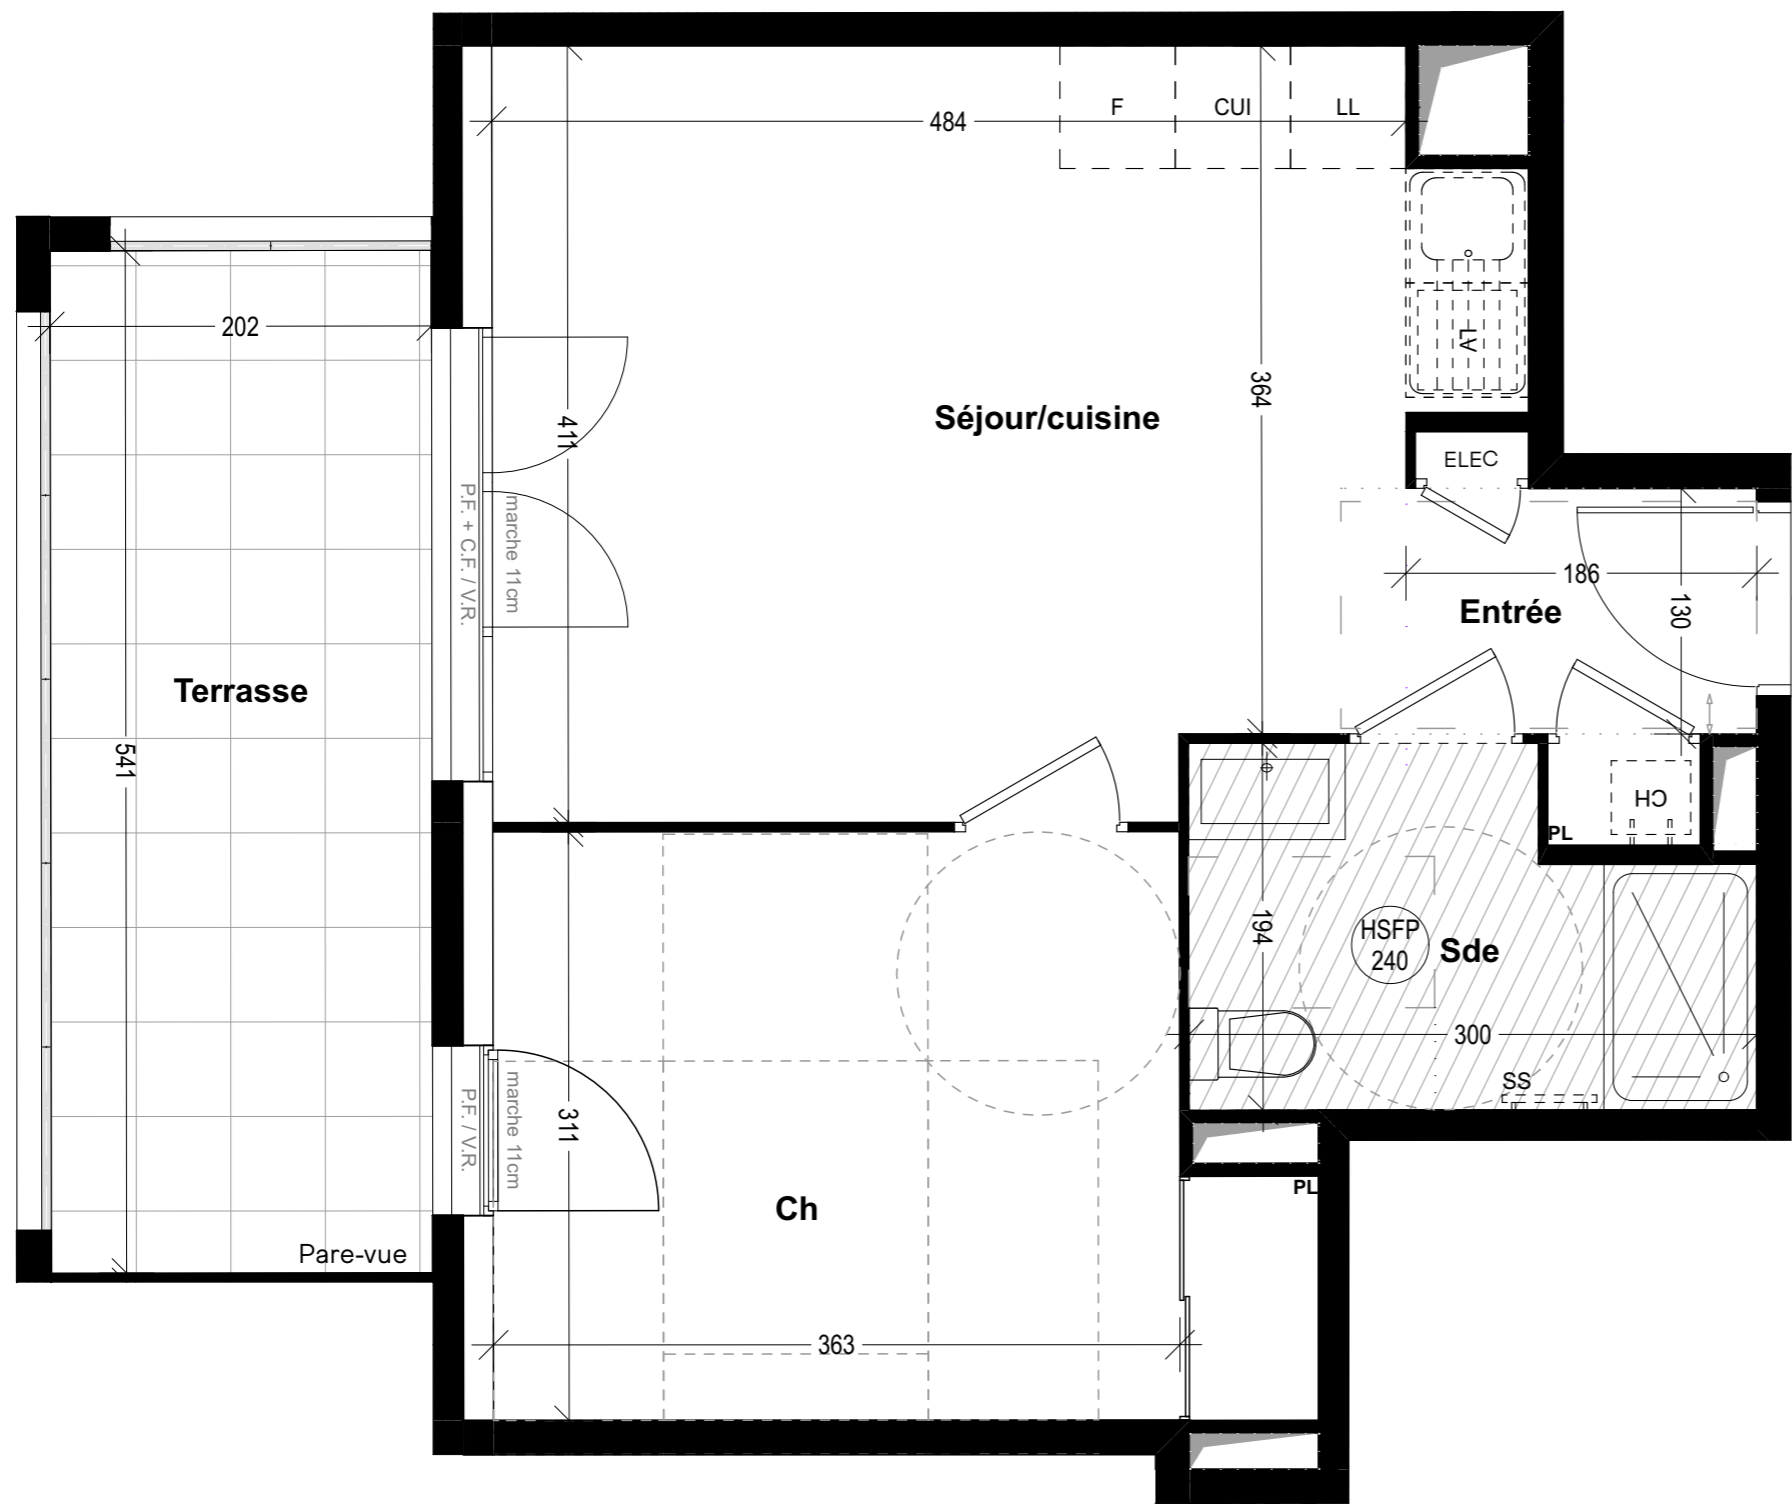 F
CUI
LL
484
202
LV
364
411
Séjour/cuisine
ELEC
P.F. + C.F. / V.R.
marche 11cm
186
Entrée
130
Terrasse
541
CH
PL
194
HSFP
240
Sde
300
SS
P.F. / V.R.
marche 11cm
311
PL
Ch
Pare-vue
363